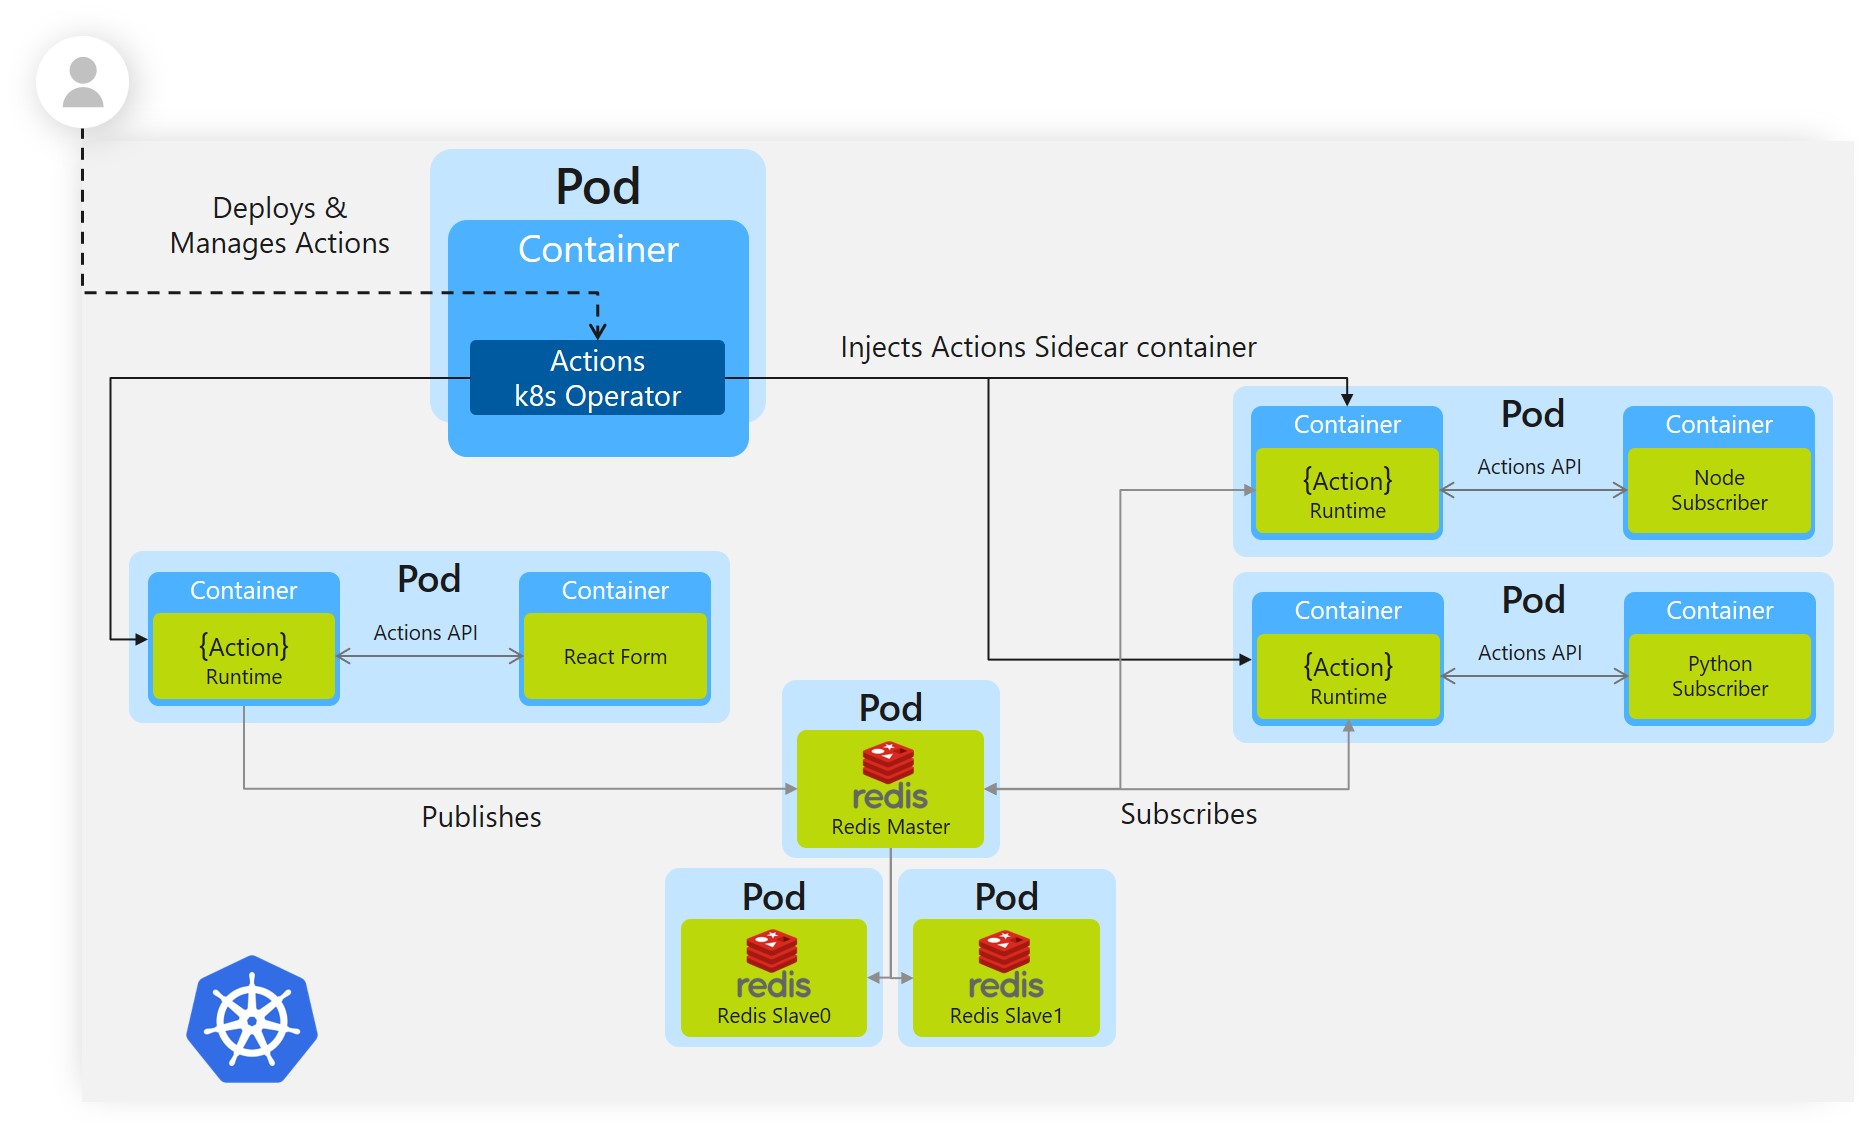 Pod
Container
Deploys &
Manages Actions
Actions
k8s Operator
Injects Actions Sidecar container
Pod
Container
Container
Actions API
{Action}
Runtime
Node
Subscriber
Pod
Container
Container
Actions API
{Action}
Runtime
React Form
Pod
Container
Container
Actions API
{Action}
Runtime
Python
Subscriber
Pod
redis
Redis Master
Publishes
Subscribes
Pod
redis
Redis Slave0
Pod
redis
Redis Slave1